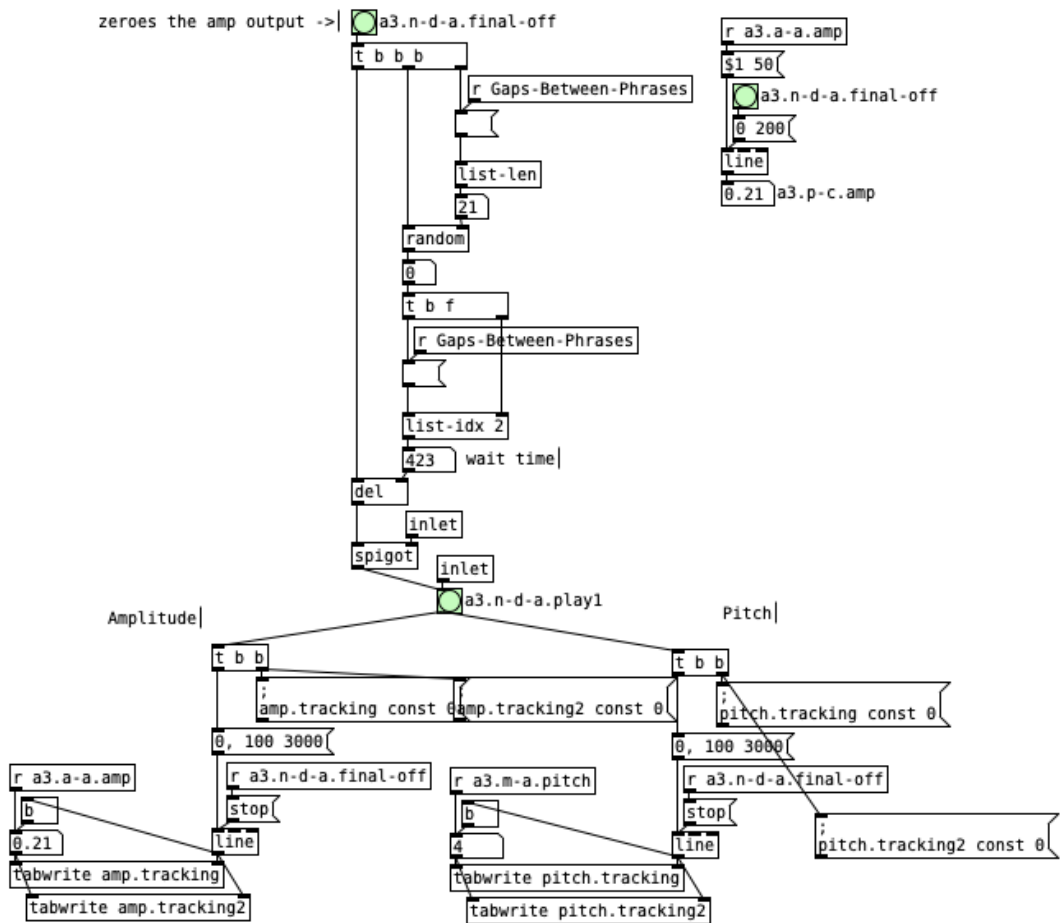 zeroes the amp output ->
a3.n-d-a.final-off
t b b b
r a3.a-a.amp
$1 50
r Gaps-Between-Phrases
a3.n-d-a.final-off
0 200
line
list-len
0.21
a3.p-c.amp
21
random
0
t b f
r Gaps-Between-Phrases
list-idx 2
423
wait time
del
inlet
spigot
inlet
a3.n-d-a.play1
Amplitude
Pitch
t b b
t b b
;
amp.tracking const 0
;
amp.tracking2 const 0
;
pitch.tracking const 0
0, 100 3000
0, 100 3000
r a3.a-a.amp
r a3.n-d-a.final-off
r a3.m-a.pitch
r a3.n-d-a.final-off
b
stop
b
stop
;
pitch.tracking2 const 0
0.21
line
4
line
tabwrite amp.tracking
tabwrite pitch.tracking
tabwrite amp.tracking2
tabwrite pitch.tracking2